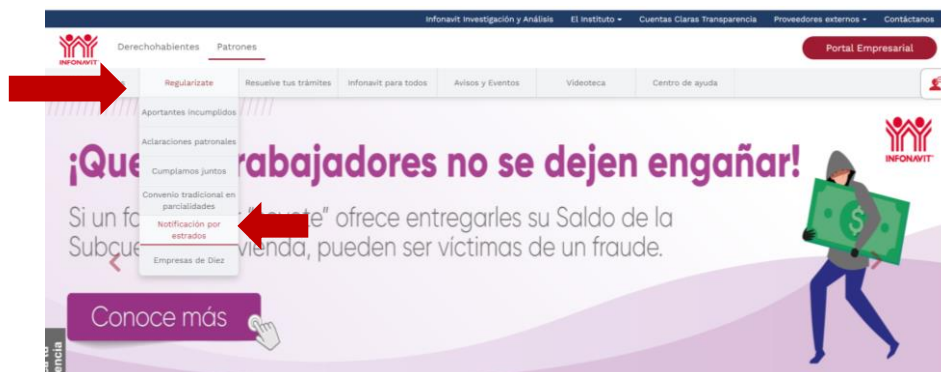 Infonavit Investigación y Análisis El Instituto Cuentas Claras Transparencia Proveedores externos Contáctanos
INFONAVIT
Derechohabientes Patrones Portal Empresarial
Regularízate Resuelve tus trámites Infonavit para todos Avisos y Eventos Videoteca Centro de ayuda
Aportantes incumplidos
Aclaraciones patronales
Cumplamos juntos
Convenio tradicional en
parcialidades
Notificación por
estrados
Empresas de Diez
INFONAVIT
¡Que rabajadores no se dejen engañar!
Si un ofrece entregarles su Saldo de la
Subcue vivienda, pueden ser víctimas de un fraude.
Conoce más